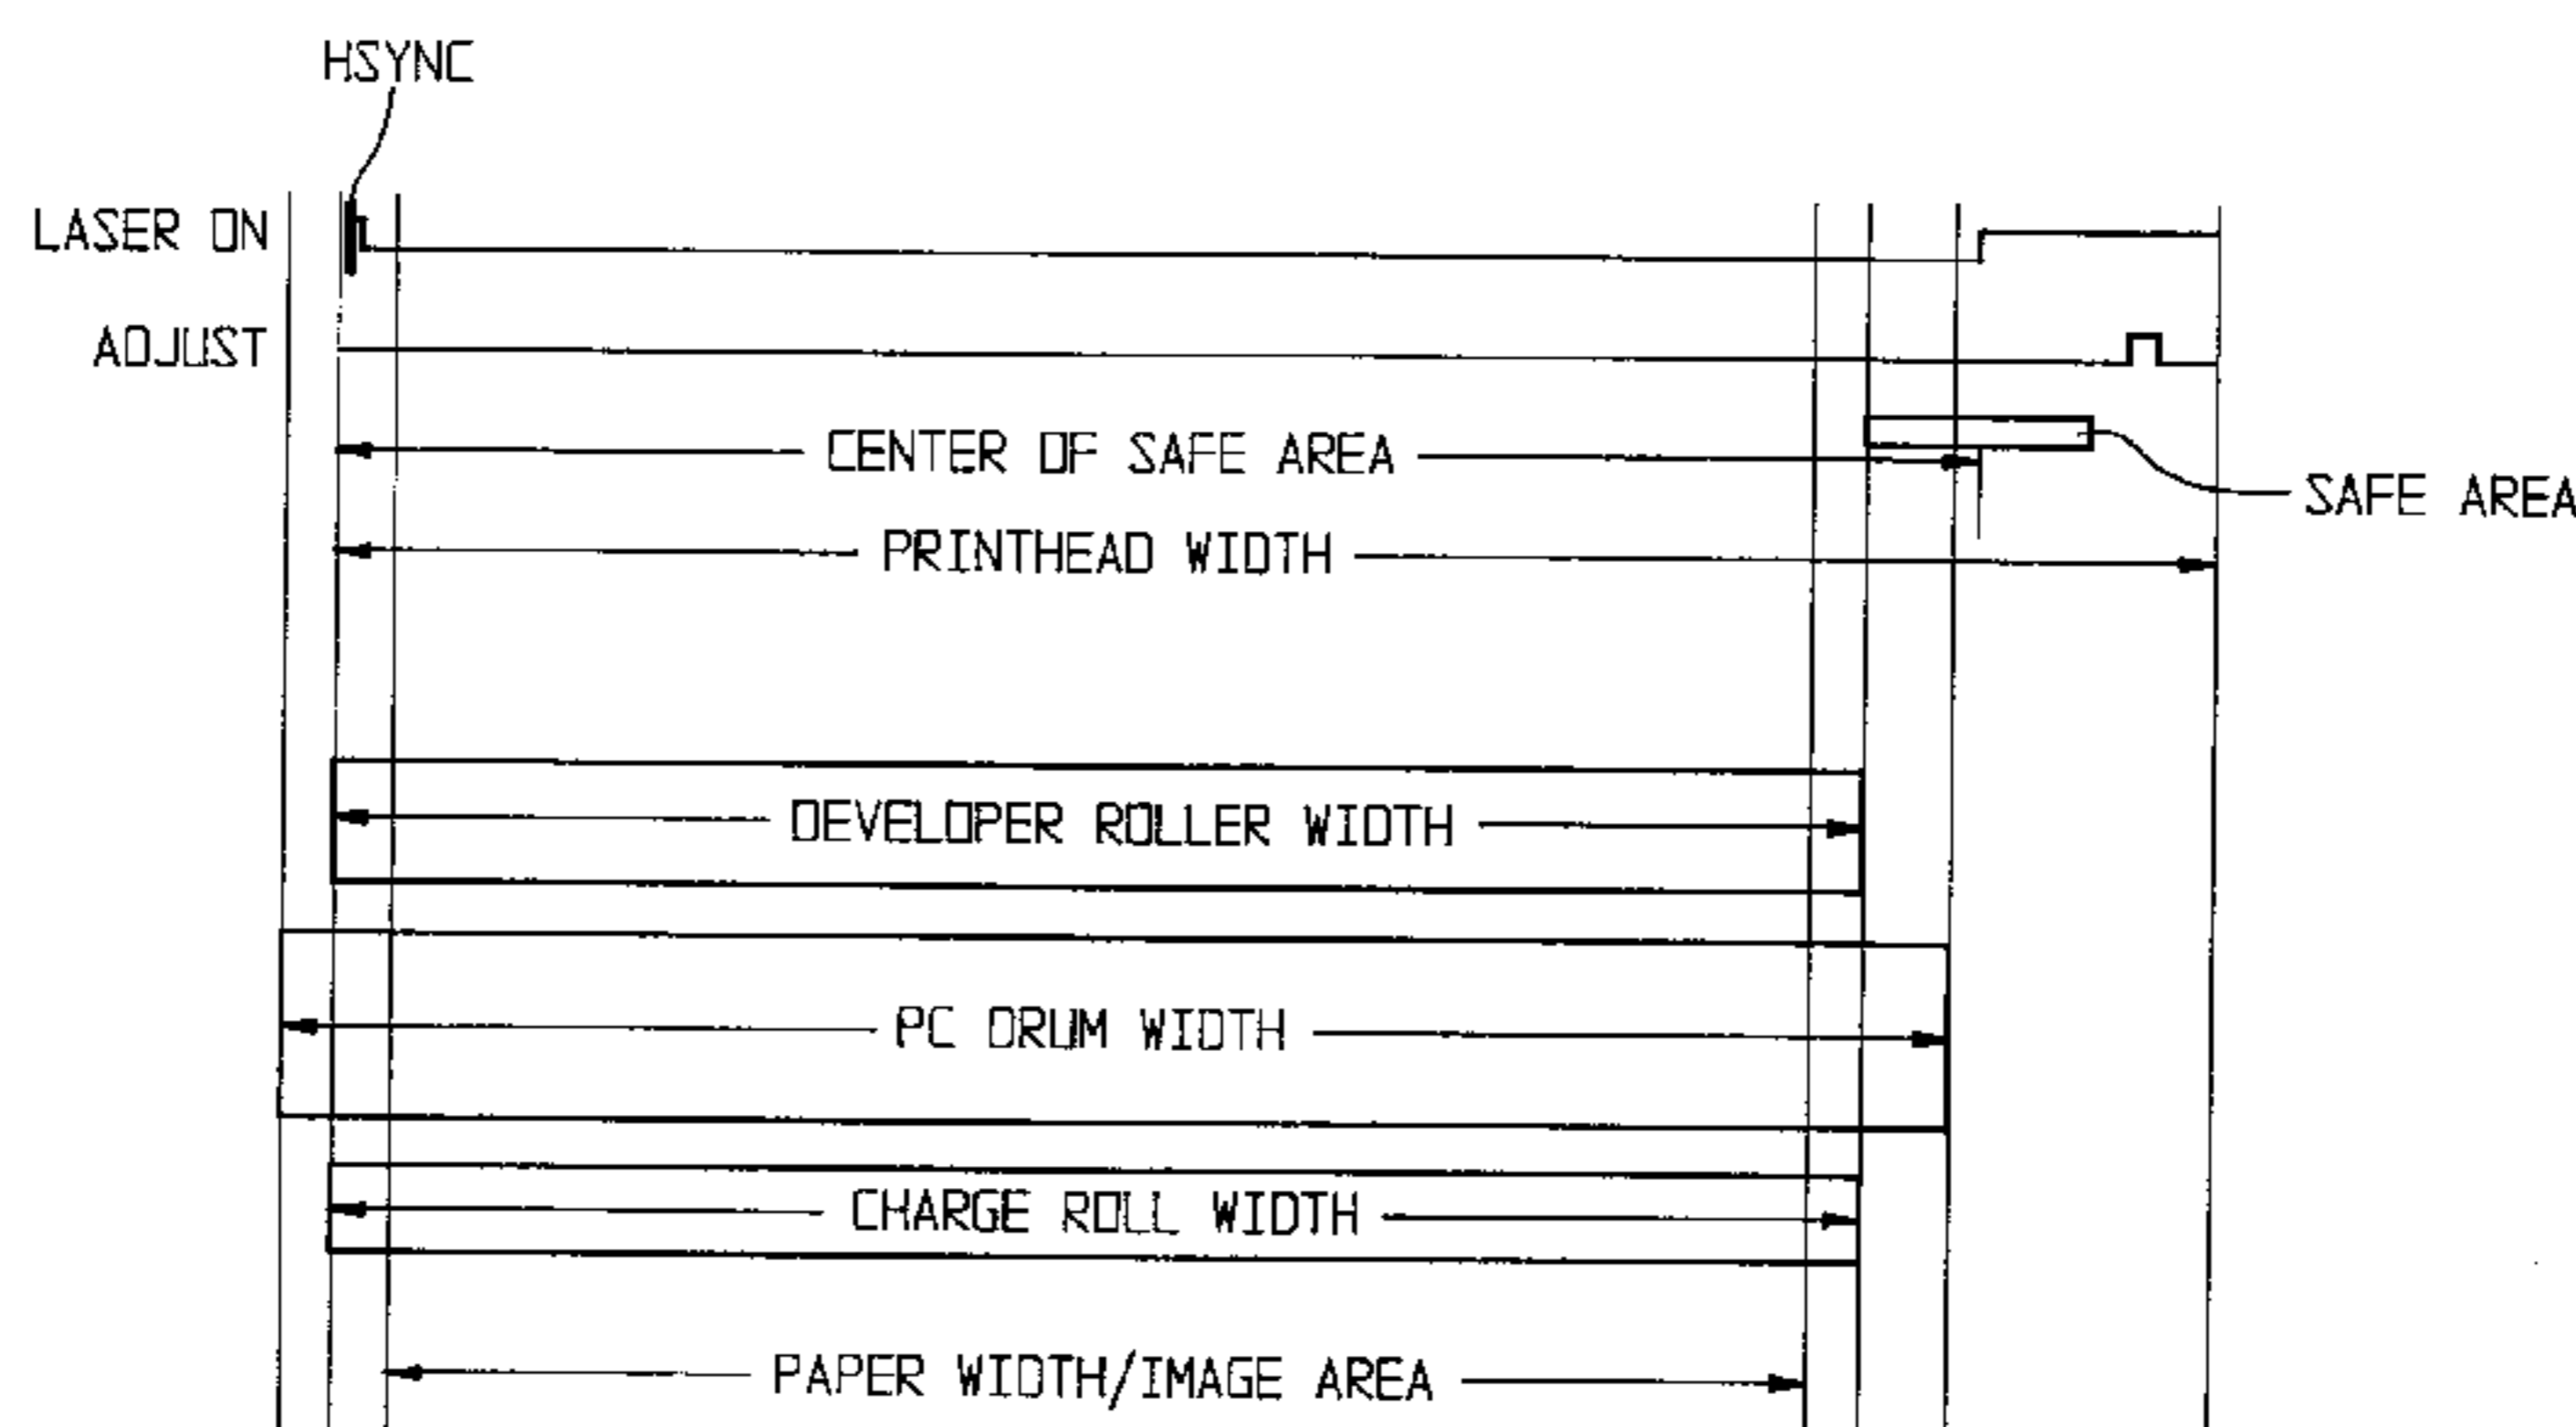 HSYNC
LASER ON
ADJUST
CENTER OF SAFE AREA
SAFE AREA
PRINTHEAD WIDTH
DEVELOPER ROLLER WIDTH
PC DRUM WIDTH
CHARGE ROLL WIDTH
PAPER WIDTH/IMAGE AREA